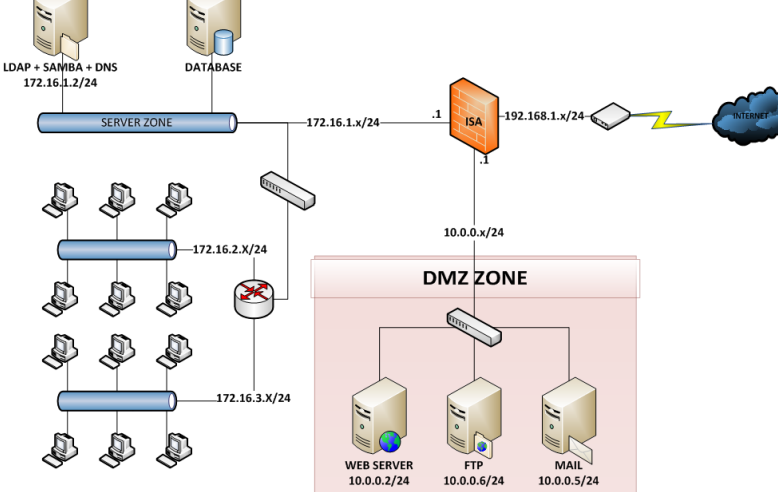 LDAP + SAMBA + DNS
172.16.1.2/24
DATABASE
SERVER ZONE
172.16.1.x/24
.1
ISA
192.168.1.x/24
INTERNET
.1
10.0.0.x/24
172.16.2.X/24
DMZ ZONE
172.16.3.X/24
WEB SERVER
10.0.0.2/24
FTP
10.0.0.6/24
MAIL
10.0.0.5/24